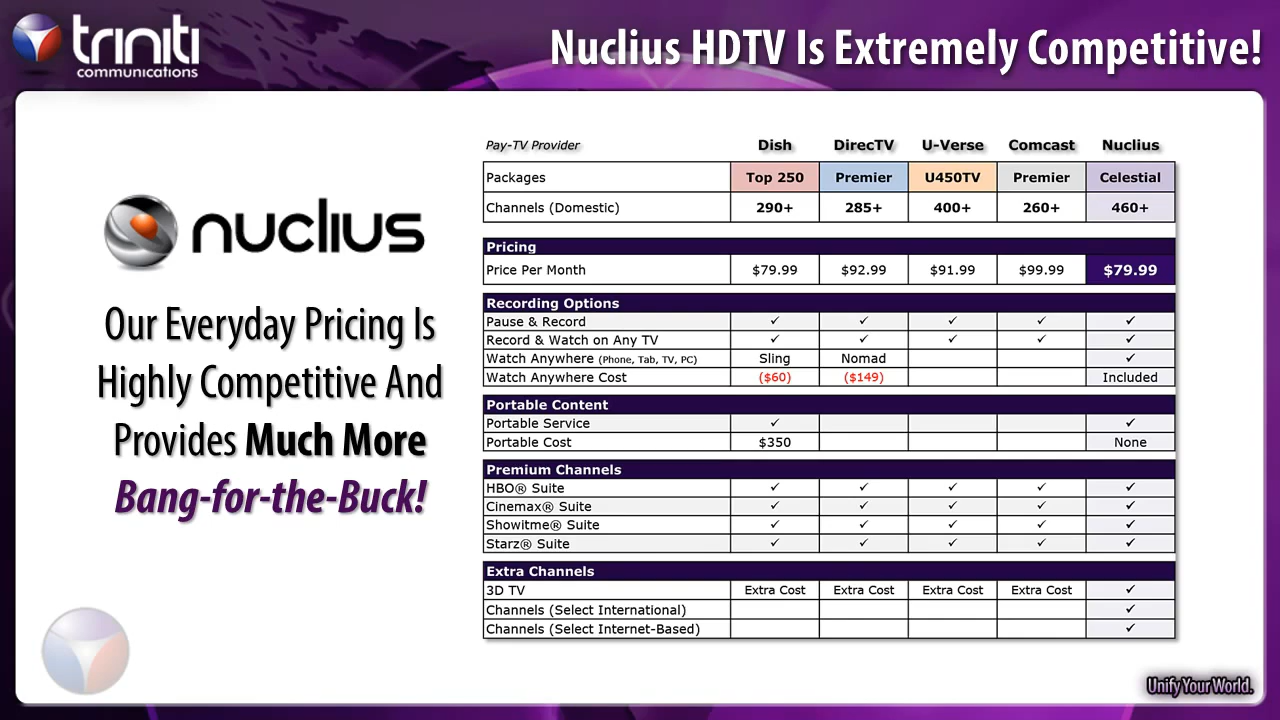 triniti
communications
Nuclius HDTV Is Extremely Competitive!
nuclius
Our Everyday Pricing Is
Highly Competitive And
Provides Much More
Bang-for-the-Buck!
Pay-TV Provider Dish DirecTV U-Verse Comcast Nuclius
Packages Top 250 Premier U450TV Premier Celestial
Channels (Domestic) 290+ 285+ 400+ 260+ 460+
Pricing
Price Per Month $79.99 $92.99 $91.99 $99.99 $79.99
Recording Options
Pause & Record ✓ ✓ ✓ ✓ ✓
Record & Watch on Any TV ✓ ✓ ✓ ✓ ✓
Watch Anywhere (Phone, Tab, TV, PC) Sling Nomad ✓
Watch Anywhere Cost ($60) ($149) Included
Portable Content
Portable Service ✓ ✓
Portable Cost $350 None
Premium Channels
HBO® Suite ✓ ✓ ✓ ✓ ✓
Cinemax® Suite ✓ ✓ ✓ ✓ ✓
Showitme® Suite ✓ ✓ ✓ ✓ ✓
Starz® Suite ✓ ✓ ✓ ✓ ✓
Extra Channels
3D TV Extra Cost Extra Cost Extra Cost Extra Cost ✓
Channels (Select International) ✓
Channels (Select Internet-Based) ✓
Unify Your World.